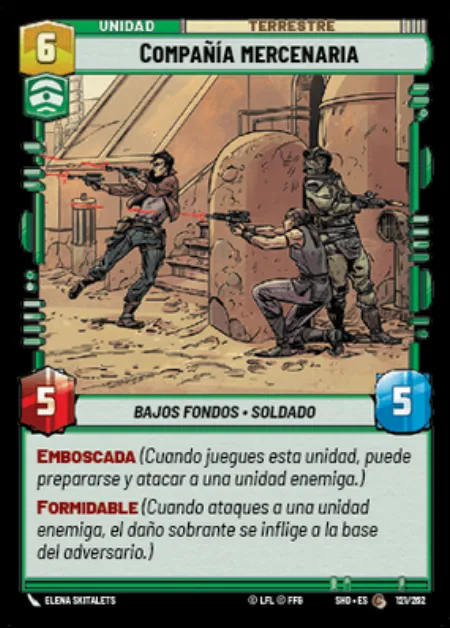 UNIDAD TERRESTRE
6 COMPAÑÍA MERCENARIA
5 BAJOS FONDOS • SOLDADO 5
EMBOSCADA (Cuando juegues esta unidad, puede
prepararse y atacar a una unidad enemiga.)
FORMIDABLE (Cuando ataques a una unidad
enemiga, el daño sobrante se inflige a la base
del adversario.)
ELENA SKITALETS © LFL © FFG SHD • ES C 121/262